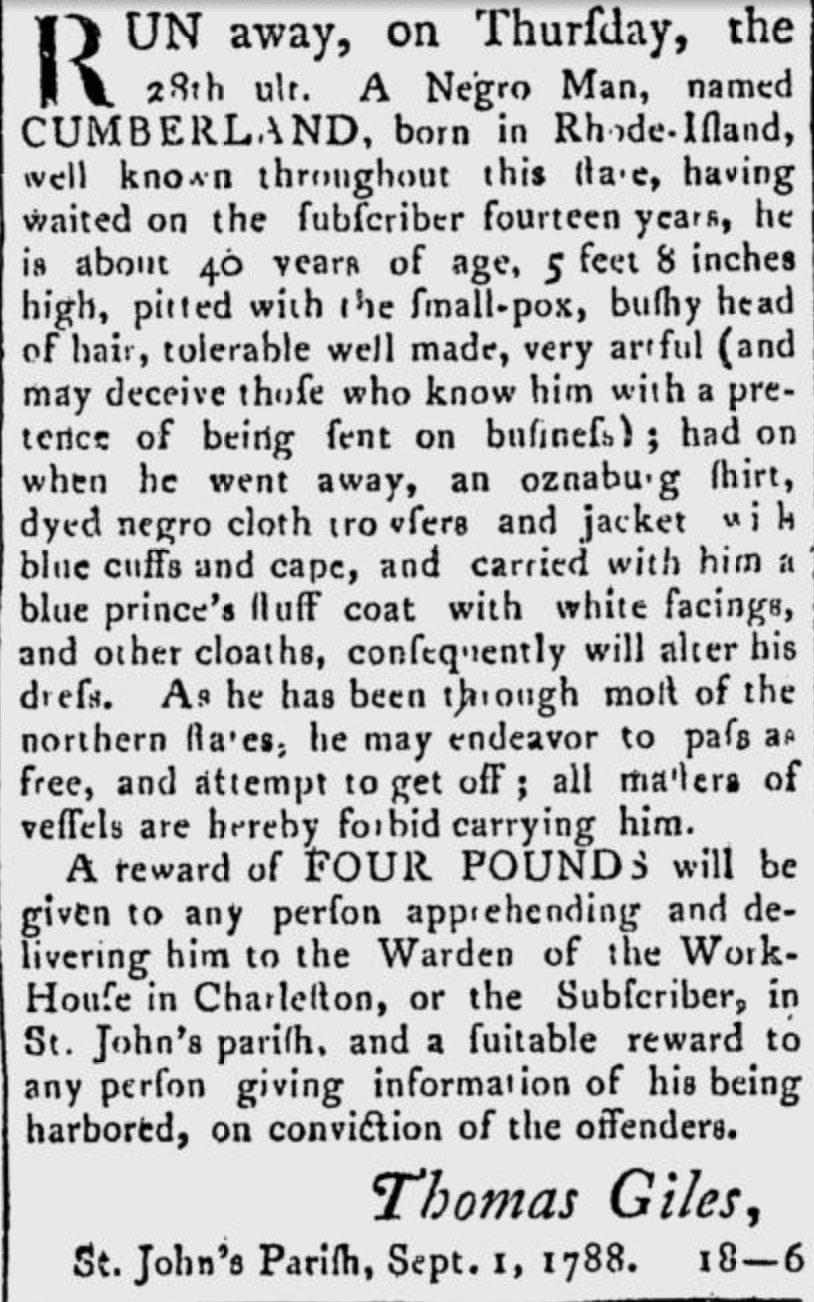 RUN away, on Thurſday, the
28th ult. A Negro Man, named
CUMBERLAND, born in Rhode-Iſland,
well known throughout this ſtate, having
waited on the ſubſcriber fourteen years, he
is about 40 years of age, 5 feet 8 inches
high, pitted with the ſmall-pox, buſhy head
of hair, tolerable well made, very artful (and
may deceive thoſe who know him with a pre-
tence of being ſent on buſineſs); had on
when he went away, an oznaburg ſhirt,
dyed negro cloth trowſers and jacket with
blue cuffs and cape, and carried with him a
blue prince's ſtuff coat with white facings,
and other cloaths, conſequently will alter his
dreſs. As he has been through moſt of the
northern ſtates, he may endeavor to paſs as
free, and attempt to get off; all maſters of
veſſels are hereby forbid carrying him.
A reward of FOUR POUNDS will be
given to any perſon apprehending and de-
livering him to the Warden of the Work-
Houſe in Charleſton, or the Subſcriber, in
St. John's pariſh, and a ſuitable reward to
any perſon giving information of his being
harbored, on conviction of the offenders.
Thomas Giles,
St. John's Pariſh, Sept. 1, 1788. 18—6